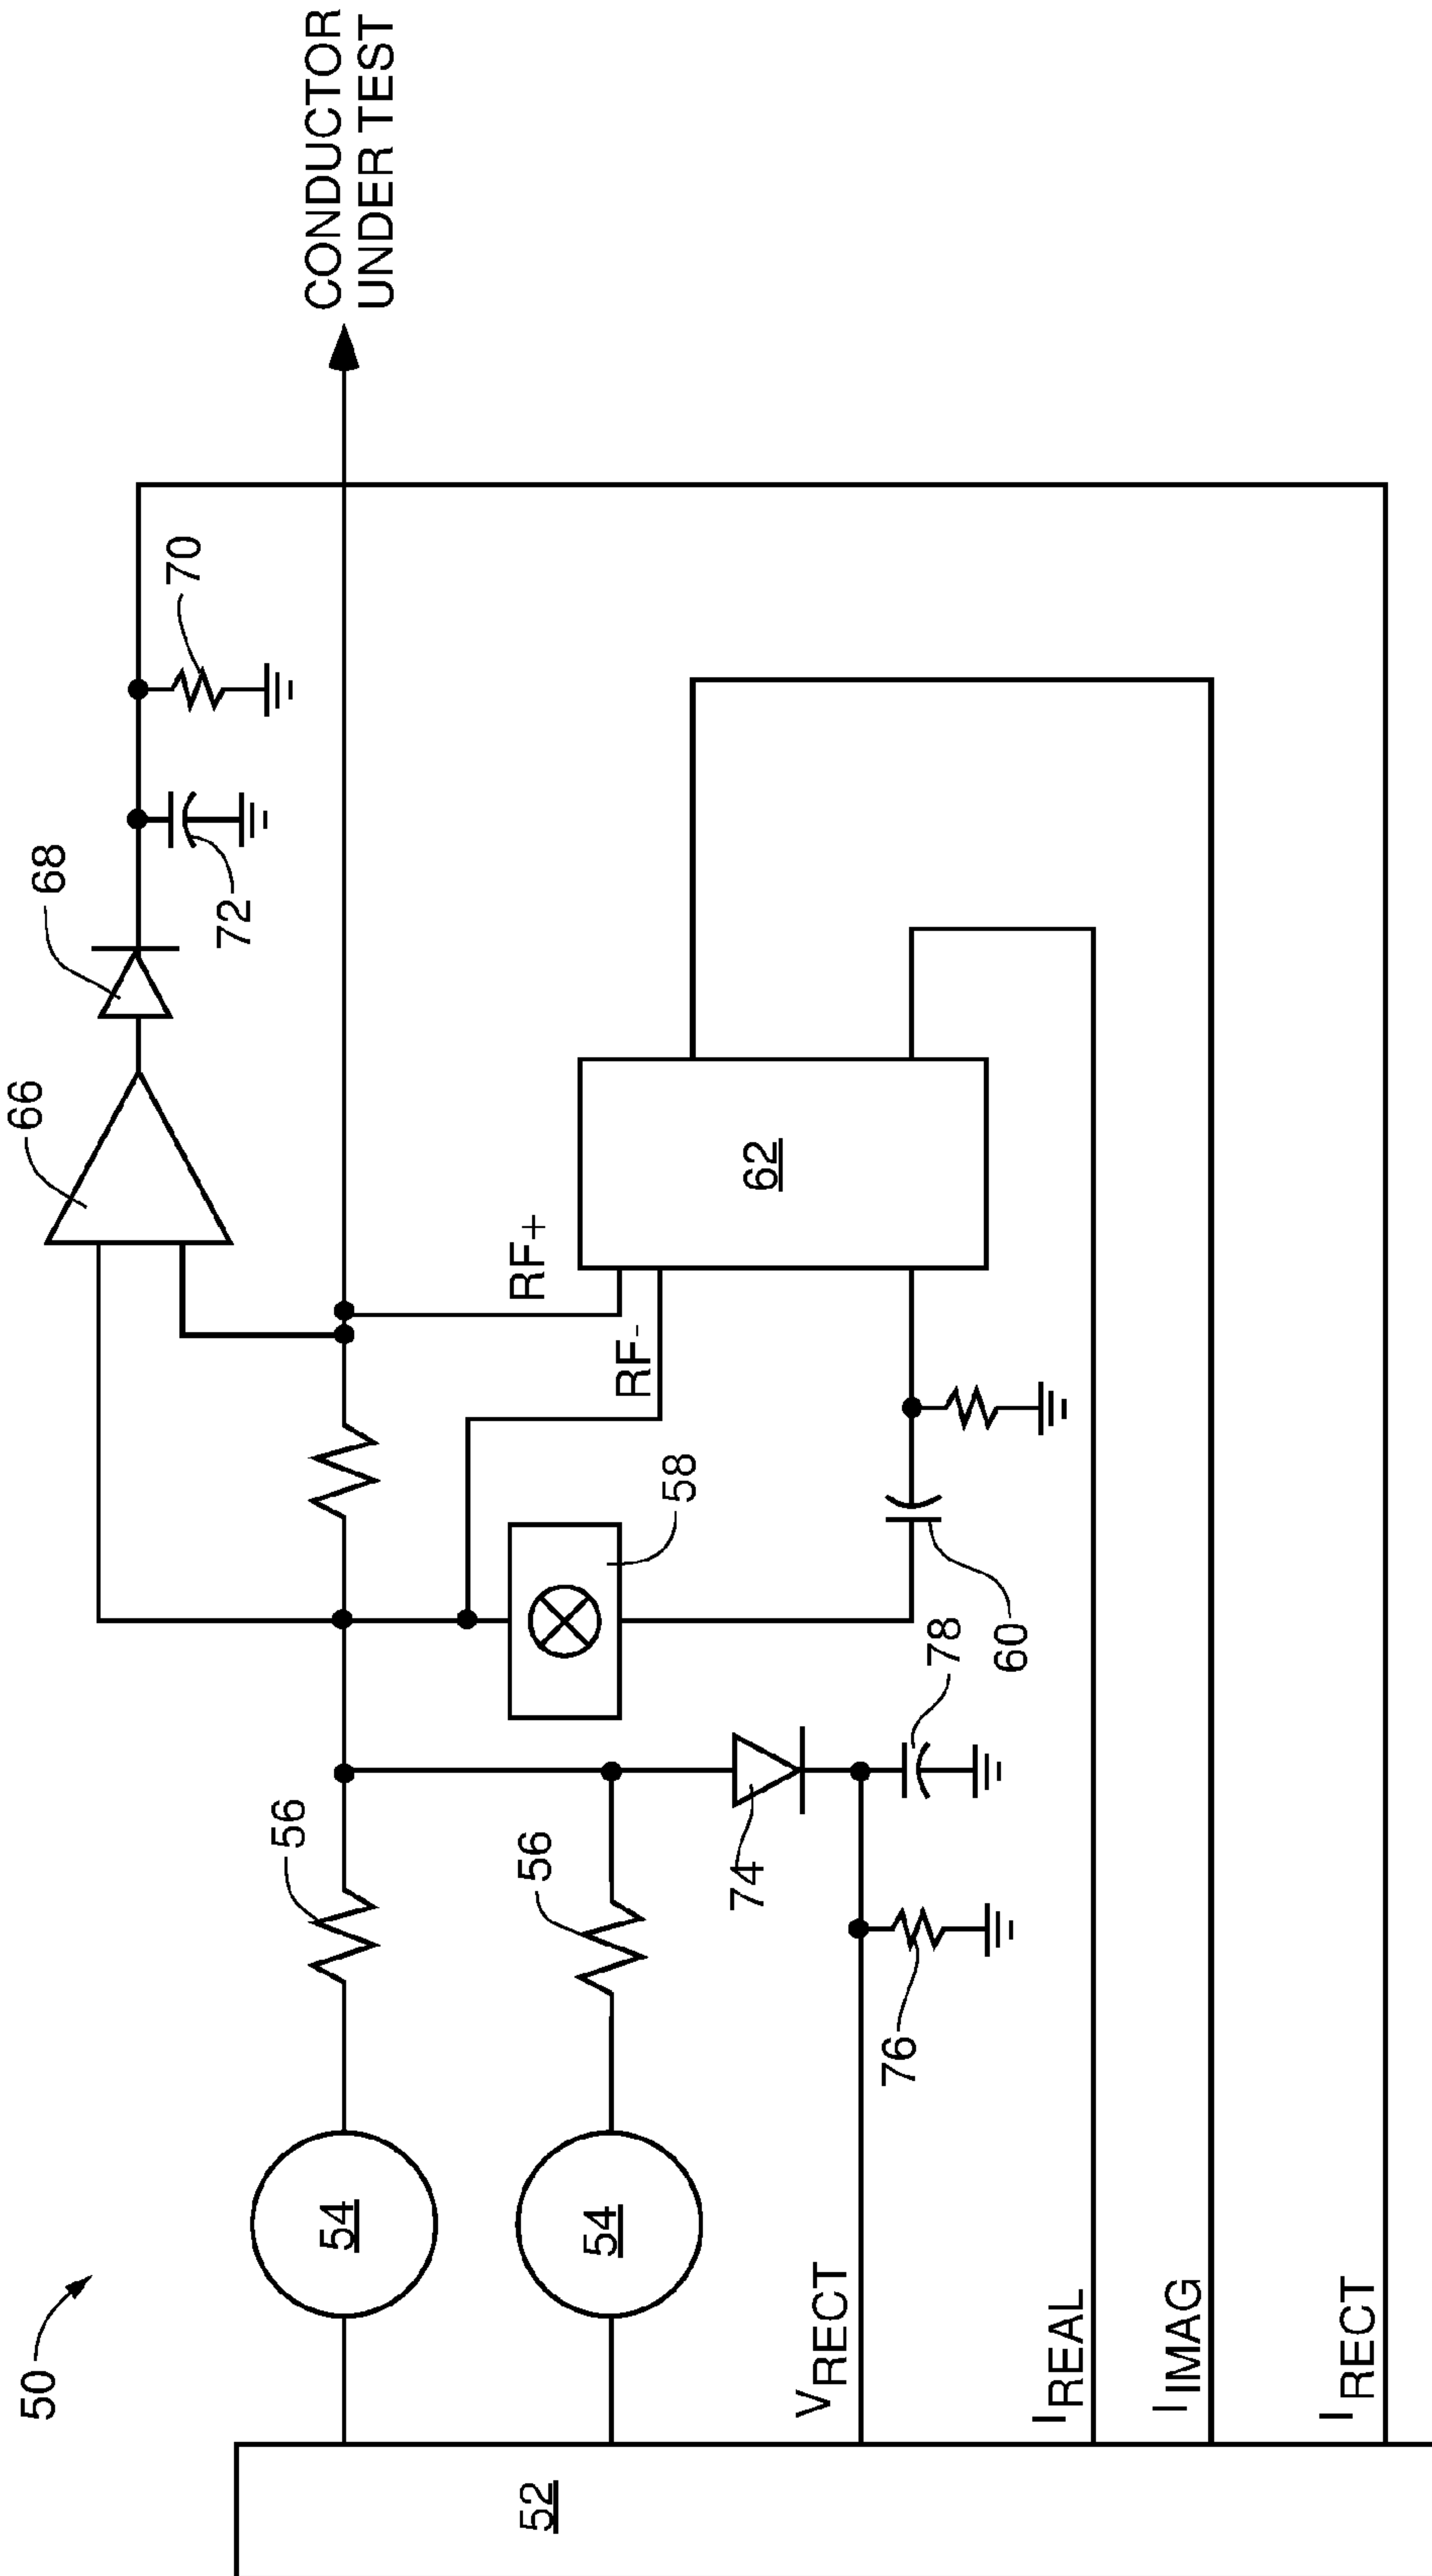 50
52
54
54
56
56
58
60
62
66
68
70
72
74
76
78
RF+
RF-
CONDUCTOR
UNDER TEST
VRECT
IREAL
IIMAG
IRECT